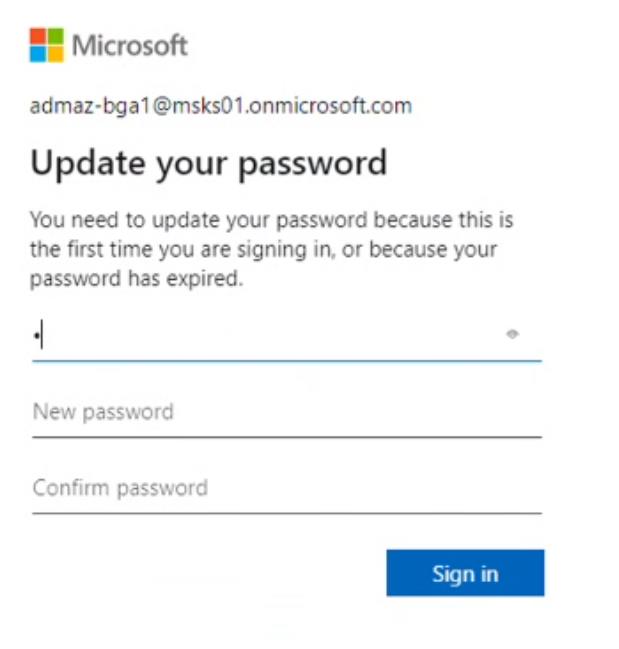 Microsoft
admaz-bga1@msks01.onmicrosoft.com
Update your password
You need to update your password because this is
the first time you are signing in, or because your
password has expired.
•
New password
Confirm password
Sign in